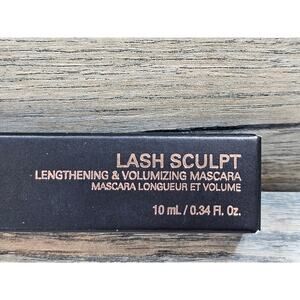 LASH SCULPT
LENGTHENING & VOLUMIZING MASCARA
MASCARA LONGUEUR ET VOLUME
10 mL / 0.34 Fl. Oz.